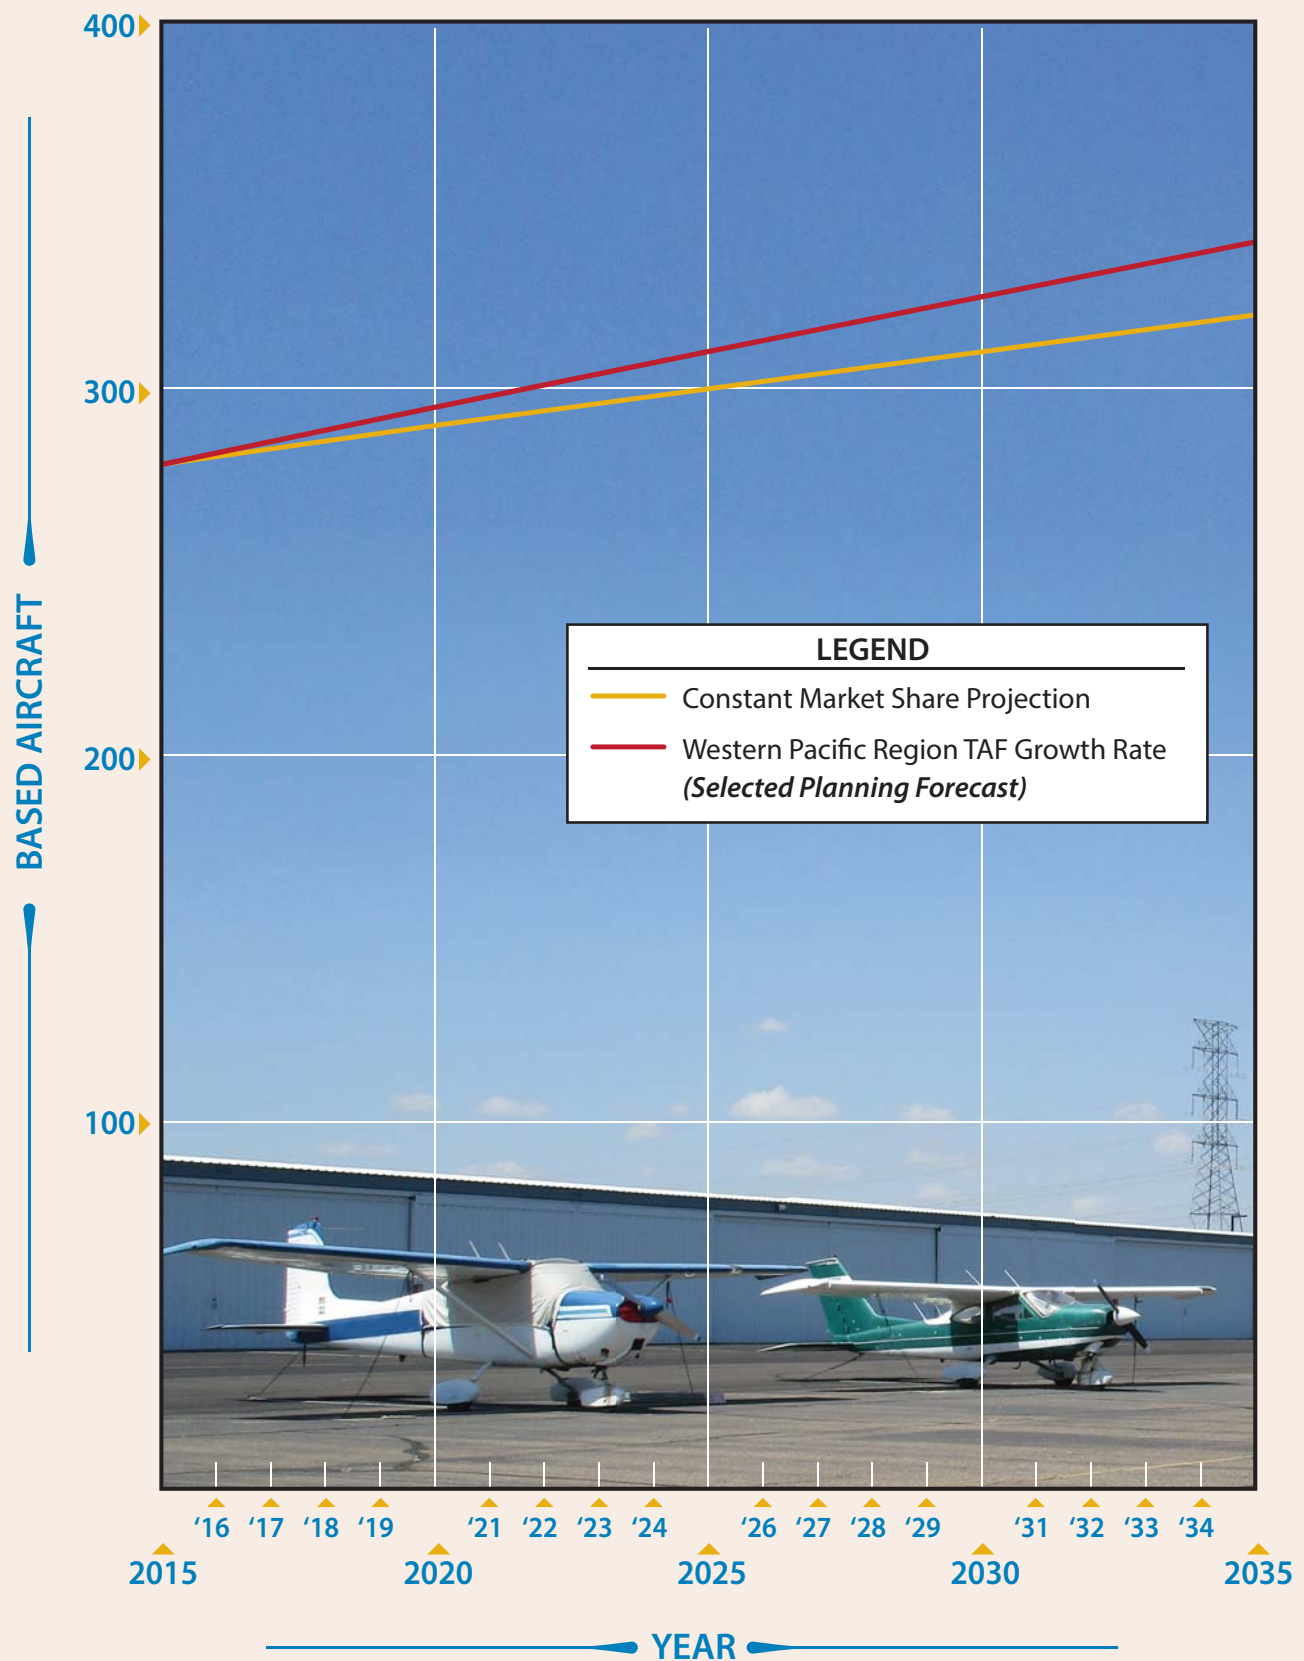 400
300
200
100
BASED AIRCRAFT
LEGEND
Constant Market Share Projection
Western Pacific Region TAF Growth Rate
(Selected Planning Forecast)
‘16 ‘17 ‘18 ‘19 ‘21 ‘22 ‘23 ‘24 ‘26 ‘27 ‘28 ‘29 ‘31 ‘32 ‘33 ‘34
2015 2020 2025 2030 2035
YEAR